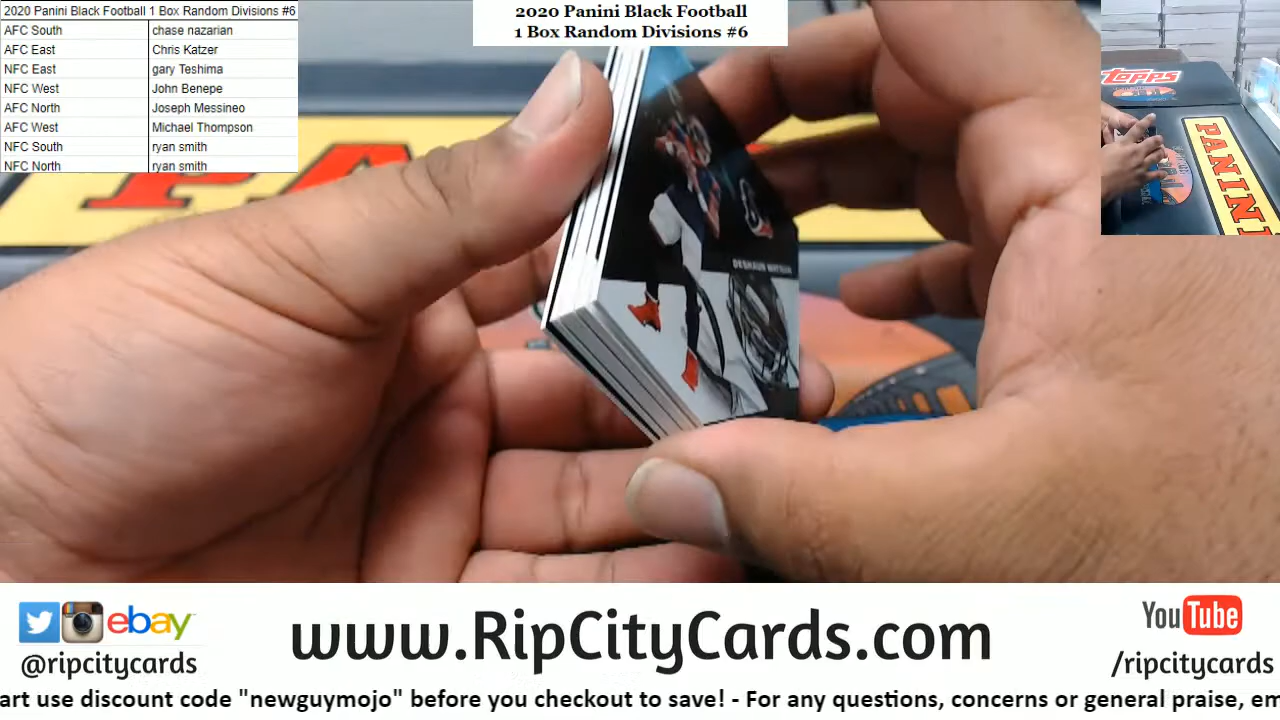 2020 Panini Black Football 1 Box Random Divisions #6
AFC South chase nazarian
AFC East Chris Katzer
NFC East gary Teshima
NFC West John Benepe
AFC North Joseph Messineo
AFC West Michael Thompson
NFC South ryan smith
NFC North ryan smith
2020 Panini Black Football
1 Box Random Divisions #6
TOPPS
PANINI
DESHAUN WATSON
ebay
@ripcitycards
www.RipCityCards.com
YouTube
/ripcitycards
art use discount code "newguymojo" before you checkout to save! - For any questions, concerns or general praise, em